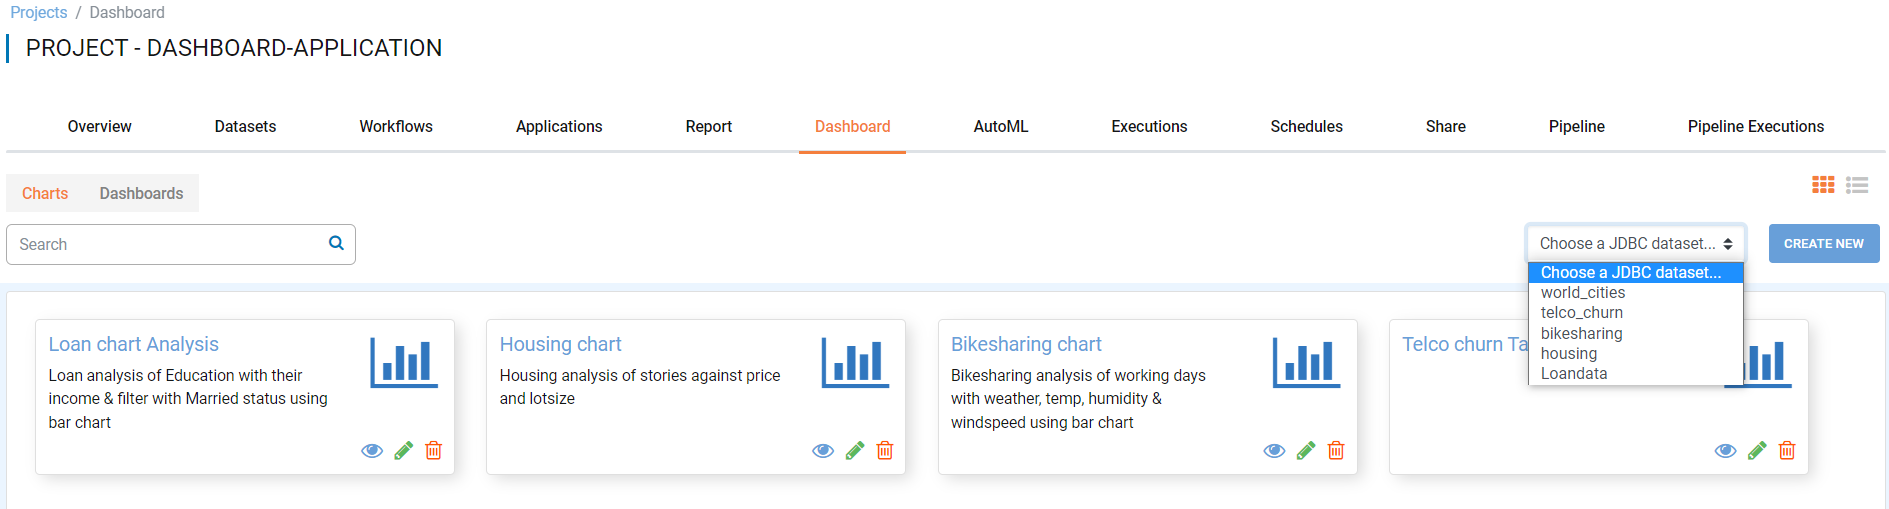 Projects / Dashboard
PROJECT - DASHBOARD-APPLICATION
Overview Datasets Workflows Applications Report Dashboard AutoML Executions Schedules Share Pipeline Pipeline Executions
Charts Dashboards
Search
Choose a JDBC dataset...
CREATE NEW
Choose a JDBC dataset...
world_cities
telco_churn
bikesharing
housing
Loandata
Loan chart Analysis
Loan analysis of Education with their
income & filter with Married status using
bar chart
Housing chart
Housing analysis of stories against price
and lotsize
Bikesharing chart
Bikesharing analysis of working days
with weather, temp, humidity &
windspeed using bar chart
Telco churn Ta